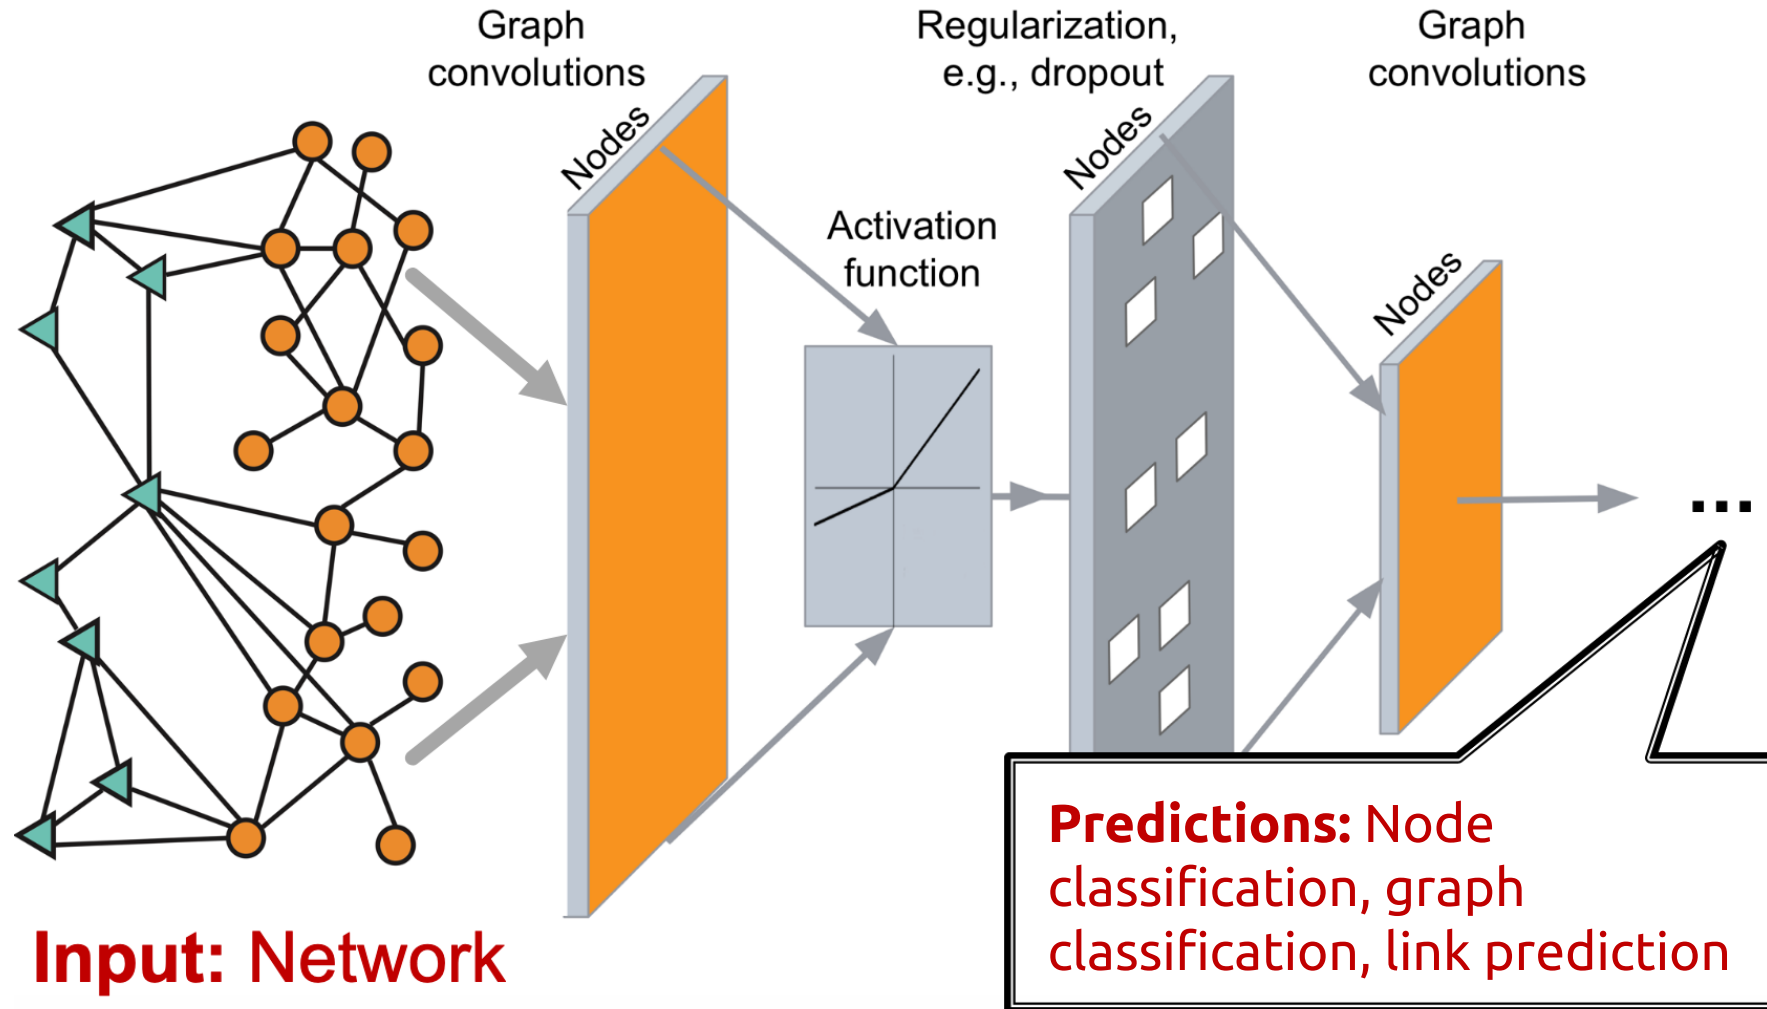 Graph
convolutions
Regularization,
e.g., dropout
Graph
convolutions
Nodes
Nodes
Activation
function
Nodes
...
Predictions: Node
classification, graph
classification, link prediction
Input: Network